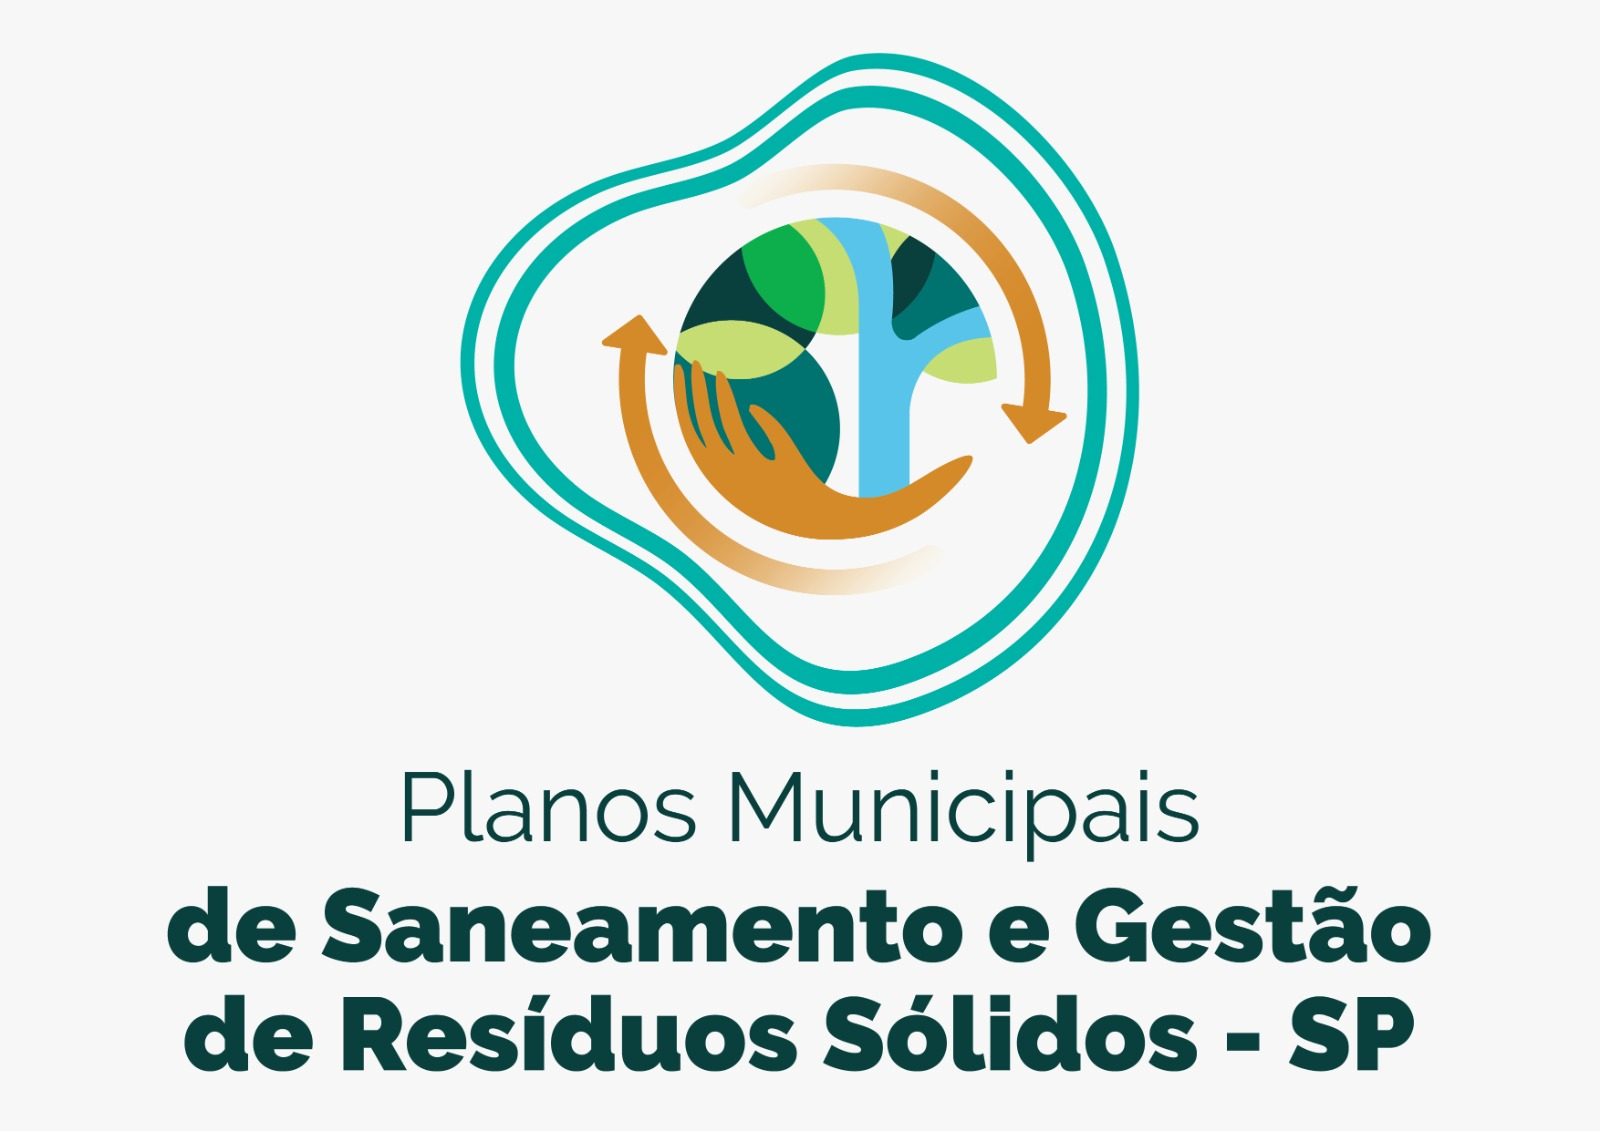 Planos Municipais
de Saneamento e Gestão
de Resíduos Sólidos - SP